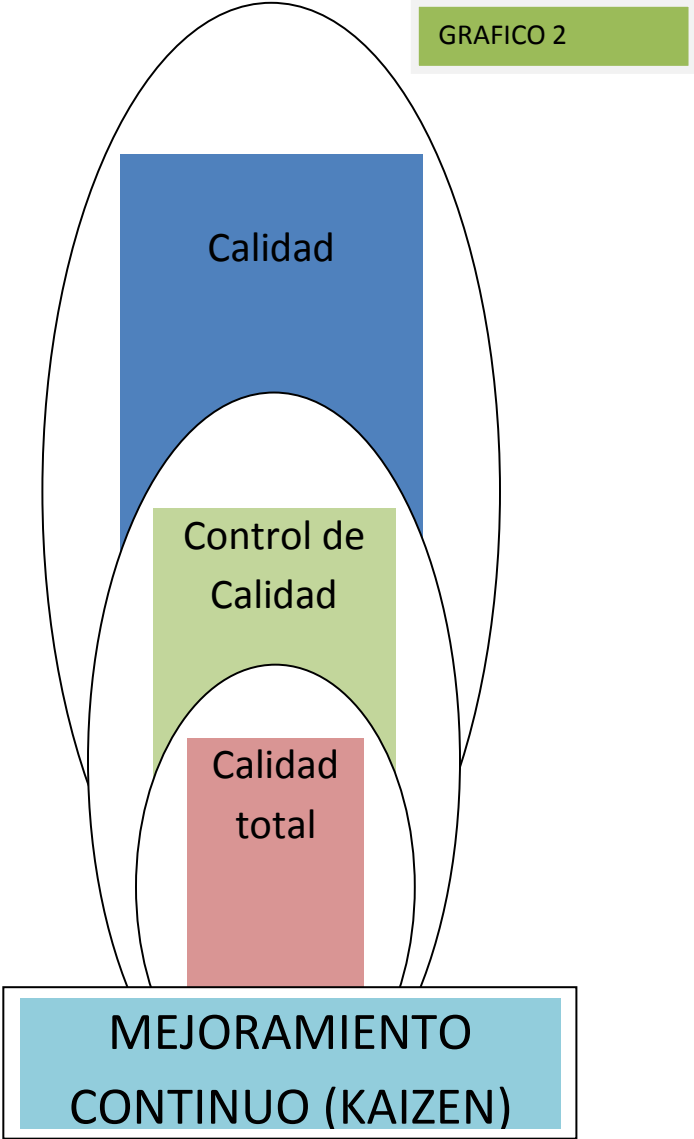 GRAFICO 2
Calidad
Control de
Calidad
Calidad
total
MEJORAMIENTO
CONTINUO (KAIZEN)